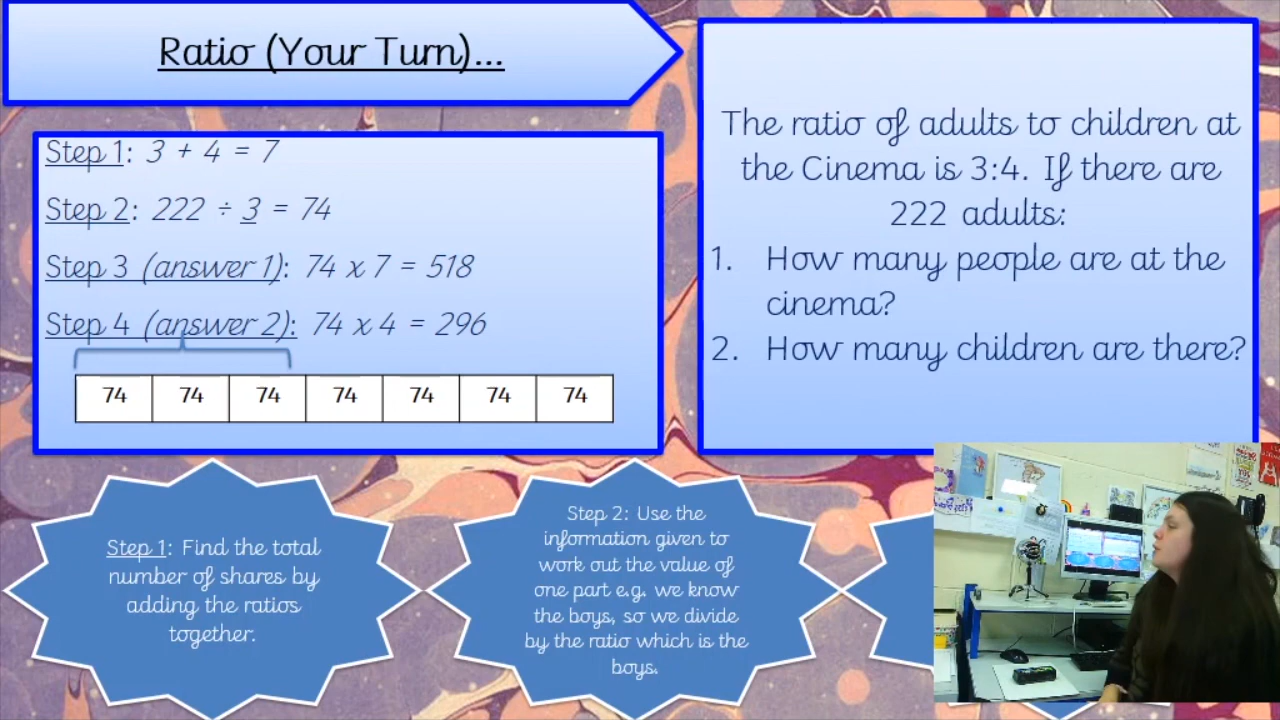 Ratio (Your Turn)...
Step 1: 3 + 4 = 7
Step 2: 222 ÷ 3 = 74
Step 3 (answer 1): 74 x 7 = 518
Step 4 (answer 2): 74 x 4 = 296
74 74 74 74 74 74 74
The ratio of adults to children at
the Cinema is 3:4. If there are
222 adults:
1. How many people are at the
cinema?
2. How many children are there?
Step 1: Find the total
number of shares by
adding the ratios
together.
Step 2: Use the
information given to
work out the value of
one part e.g. we know
the boys, so we divide
by the ratio which is the
boys.